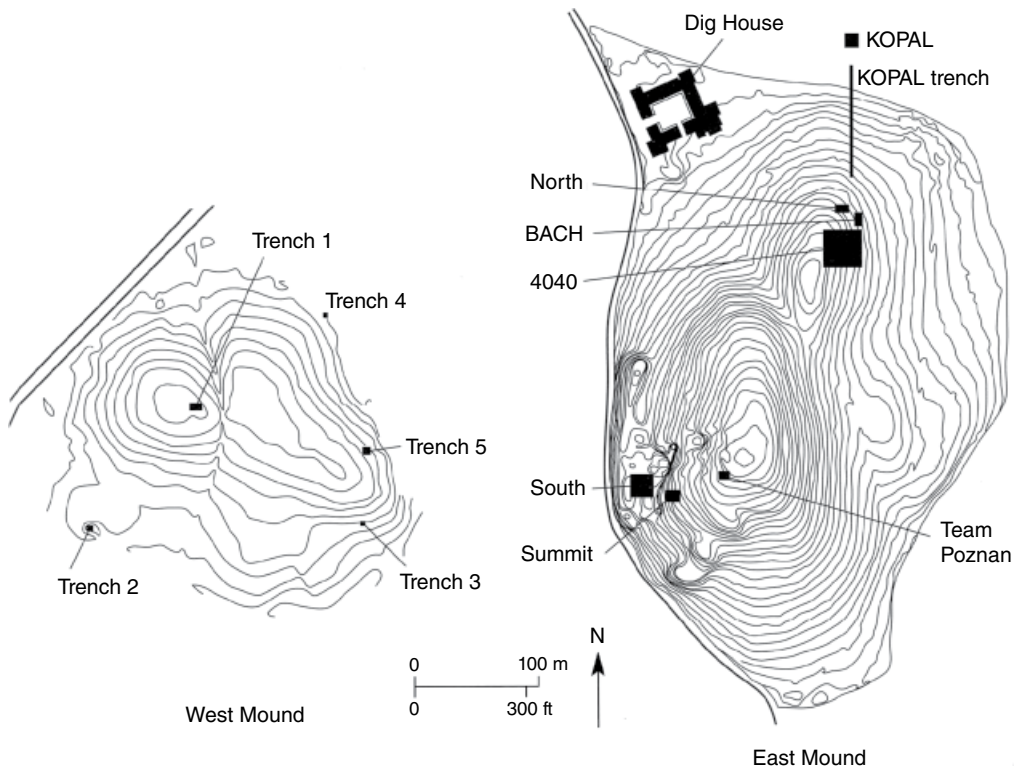 Dig House
KOPAL
KOPAL trench
North
BACH
4040
Trench 1
Trench 4
Trench 5
South
Summit
Team
Poznan
Trench 2
Trench 3
N
0 100 m
0 300 ft
West Mound
East Mound